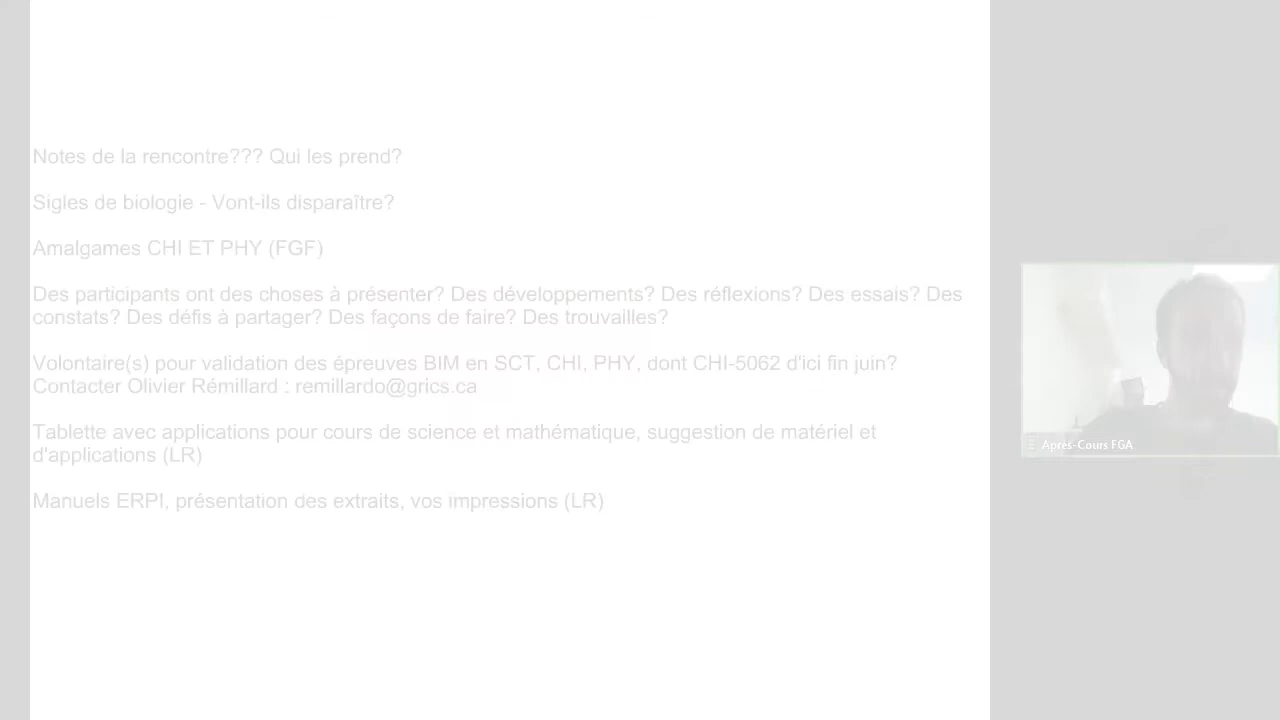 Notes de la rencontre??? Qui les prend?
Sigles de biologie - Vont-ils disparaître?
Amalgames CHI ET PHY (FGF)
Des participants ont des choses à présenter? Des développements? Des réflexions? Des essais? Des
constats? Des défis à partager? Des façons de faire? Des trouvailles?
Volontaire(s) pour validation des épreuves BIM en SCT, CHI, PHY, dont CHI-5062 d'ici fin juin?
Contacter Olivier Rémillard : remillardo@grics.ca
Tablette avec applications pour cours de science et mathématique, suggestion de matériel et
d'applications (LR)
Manuels ERPI, présentation des extraits, vos impressions (LR)
Après-Cours FGA